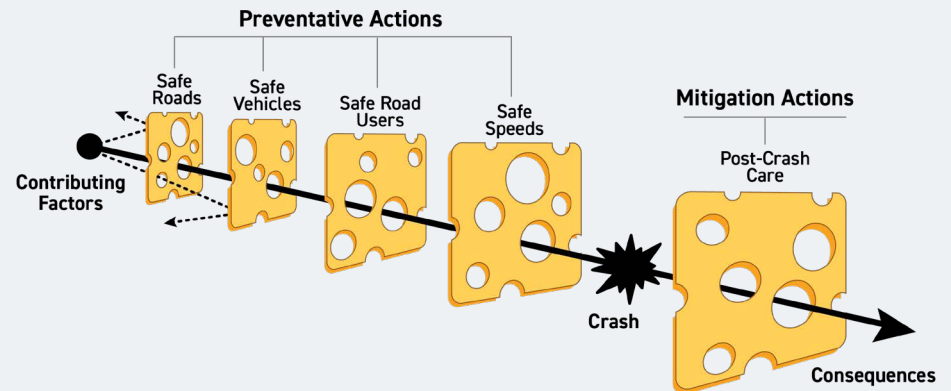 Preventative Actions
Safe
Roads
Safe
Vehicles
Safe Road
Users
Safe
Speeds
Mitigation Actions
Post-Crash
Care
Contributing
Factors
Crash
Consequences